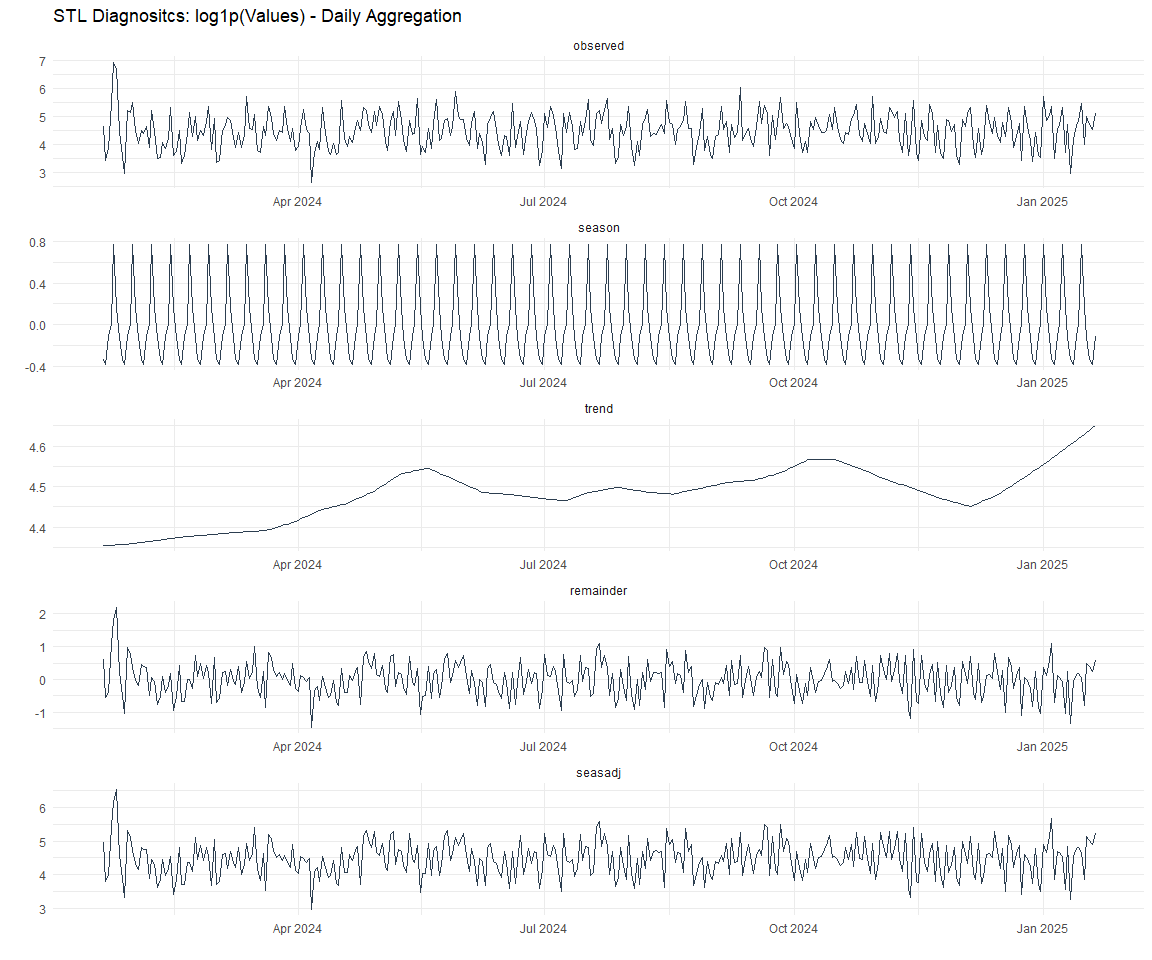 STL Diagnositcs: log1p(Values) - Daily Aggregation
observed
7
6
5
4
3
Apr 2024 Jul 2024 Oct 2024 Jan 2025
season
0.8
0.4
0.0
-0.4
Apr 2024 Jul 2024 Oct 2024 Jan 2025
trend
4.6
4.5
4.4
Apr 2024 Jul 2024 Oct 2024 Jan 2025
remainder
2
1
0
-1
Apr 2024 Jul 2024 Oct 2024 Jan 2025
seasadj
6
5
4
3
Apr 2024 Jul 2024 Oct 2024 Jan 2025